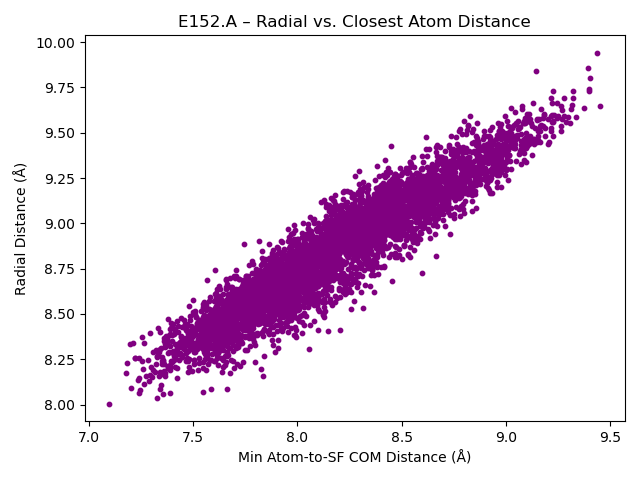 E152.A – Radial vs. Closest Atom Distance
10.00
9.75
9.50
9.25
9.00
8.75
8.50
8.25
8.00
Radial Distance (Å)
7.0 7.5 8.0 8.5 9.0 9.5
Min Atom-to-SF COM Distance (Å)